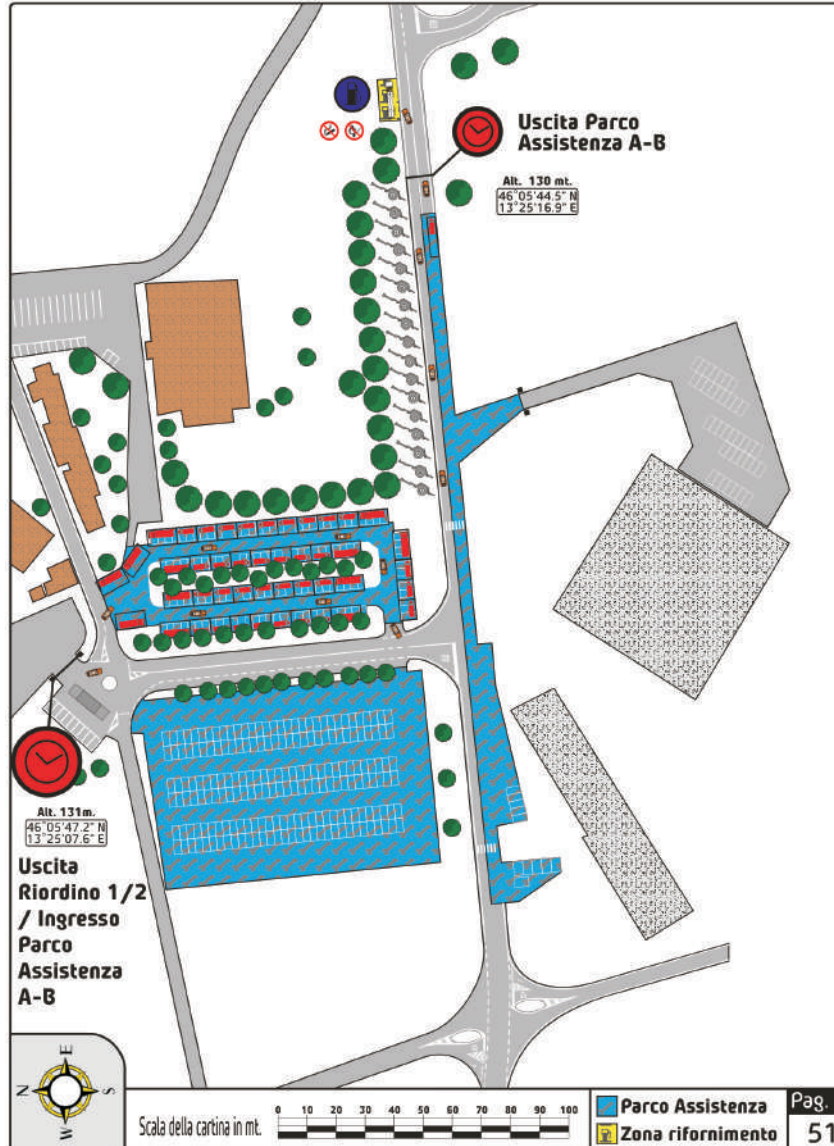 Uscita Parco
Assistenza A-B
Alt. 130 mt.
46°05'44.5" N
13°25'16.9" E
Alt. 131m.
46°05'47.2" N
13°25'07.6" E
Uscita
Riordino 1/2
/ Ingresso
Parco
Assistenza
A-B
N
E
S
W
Scala della cartina in mt.
0 10 20 30 40 50 60 70 80 90 100
Parco Assistenza
Zona rifornimento
Pag.
51